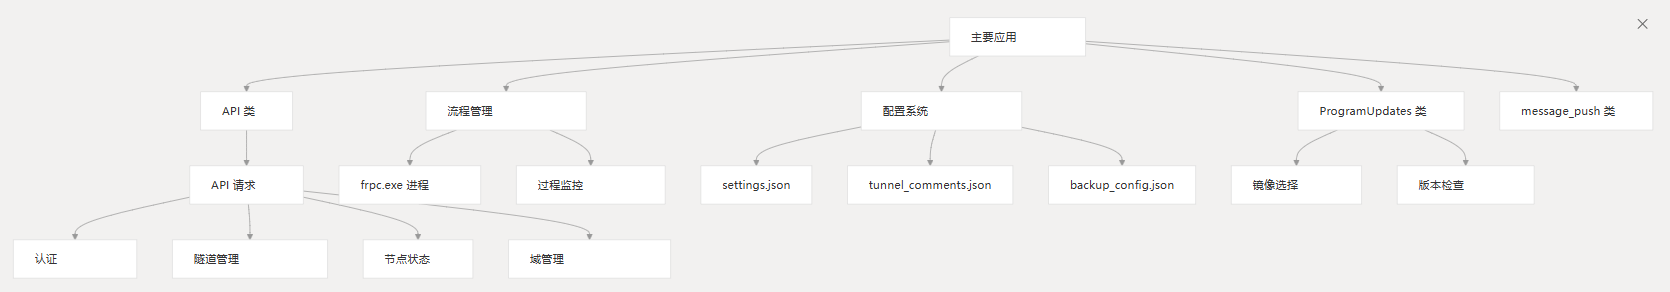 主要应用
API 类
流程管理
配置系统
ProgramUpdates 类
message_push 类
API 请求
frpc.exe 进程
过程监控
settings.json
tunnel_comments.json
backup_config.json
镜像选择
版本检查
认证
隧道管理
节点状态
域管理